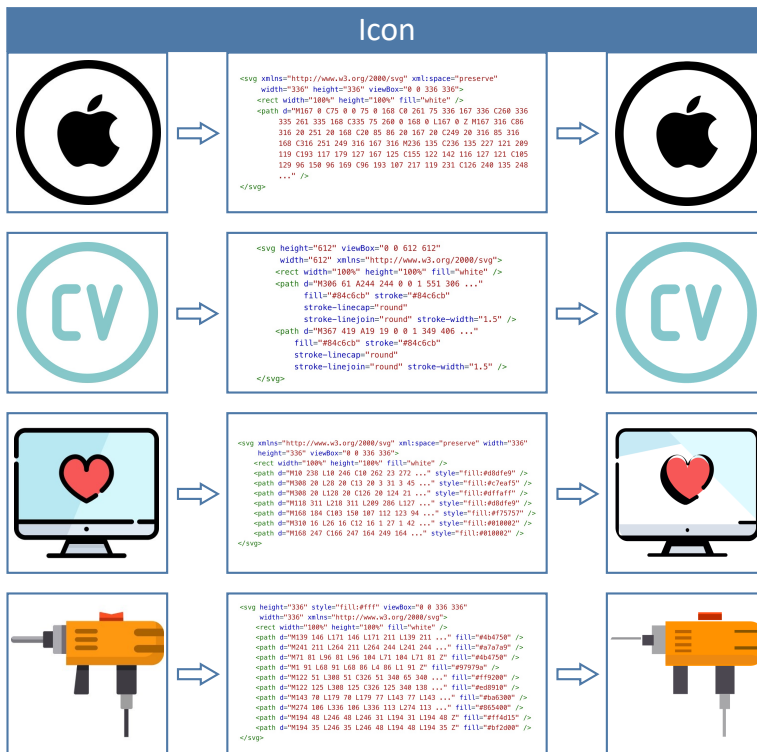 Icon
<svg xmlns="http://www.w3.org/2000/svg" xml:space="preserve"
width="336" height="336" viewBox="0 0 336 336">
<rect width="100%" height="100%" fill="white" />
<path d="M167 0 C75 0 0 75 0 168 C0 261 75 336 167 336 C260 336
335 261 335 168 C335 75 260 0 168 0 L167 0 Z M167 316 C86
316 20 251 20 168 C20 85 86 20 167 20 C249 20 316 85 316
168 C316 251 249 316 167 316 M236 135 C236 135 227 121 209
119 C193 117 179 127 167 125 C155 122 142 116 127 121 C105
129 96 150 96 169 C96 193 107 217 119 231 C126 240 135 248
..." />
</svg>
CV
<svg height="612" viewBox="0 0 612 612"
width="612" xmlns="http://www.w3.org/2000/svg">
<rect width="100%" height="100%" fill="white" />
<path d="M306 61 A244 244 0 0 1 551 306 ..."
fill="#84c6cb" stroke="#84c6cb"
stroke-linecap="round"
stroke-linejoin="round" stroke-width="1.5" />
<path d="M367 419 A19 19 0 0 1 349 406 ..."
fill="#84c6cb" stroke="#84c6cb"
stroke-linecap="round"
stroke-linejoin="round" stroke-width="1.5" />
</svg>
CV
<svg xmlns="http://www.w3.org/2000/svg" xml:space="preserve" width="336"
height="336" viewBox="0 0 336 336">
<rect width="100%" height="100%" fill="white" />
<path d="M10 238 L10 246 C10 262 23 272 ..." style="fill:#d8dfe9" />
<path d="M308 20 L28 20 C13 20 3 31 3 45 ..." style="fill:#c7eaf5" />
<path d="M308 20 L128 20 C126 20 124 21 ..." style="fill:#dffaff" />
<path d="M118 311 L218 311 L209 286 L127 ..." style="fill:#d8dfe9" />
<path d="M168 184 C103 150 107 112 123 94 ..." style="fill:#f75757" />
<path d="M310 16 L26 16 C12 16 1 27 1 42 ..." style="fill:#010002" />
<path d="M168 247 C166 247 164 249 164 ..." style="fill:#010002" />
</svg>
<svg height="336" style="fill:#fff" viewBox="0 0 336 336"
width="336" xmlns="http://www.w3.org/2000/svg">
<rect width="100%" height="100%" fill="white" />
<path d="M139 146 L171 146 L171 211 L139 211 ..." fill="#4b4750" />
<path d="M241 211 L264 211 L264 244 L241 244 ..." fill="#a7a7a9" />
<path d="M71 81 L96 81 L96 104 L71 104 L71 81 Z" fill="#4b4750" />
<path d="M1 91 L68 91 L68 86 L4 86 L1 91 Z" fill="#97979a" />
<path d="M122 51 L308 51 C326 51 340 65 340 ..." fill="#ff9200" />
<path d="M122 125 L308 125 C326 125 340 138 ..." fill="#ed8910" />
<path d="M143 70 L179 70 L179 77 L143 77 L143 ..." fill="#ba6300" />
<path d="M274 106 L336 106 L336 113 L274 113 ..." fill="#865400" />
<path d="M194 48 L246 48 L246 31 L194 31 L194 48 Z" fill="#ff4d15" />
<path d="M194 35 L246 35 L246 48 L194 48 L194 35 Z" fill="#bf2d00" />
</svg>